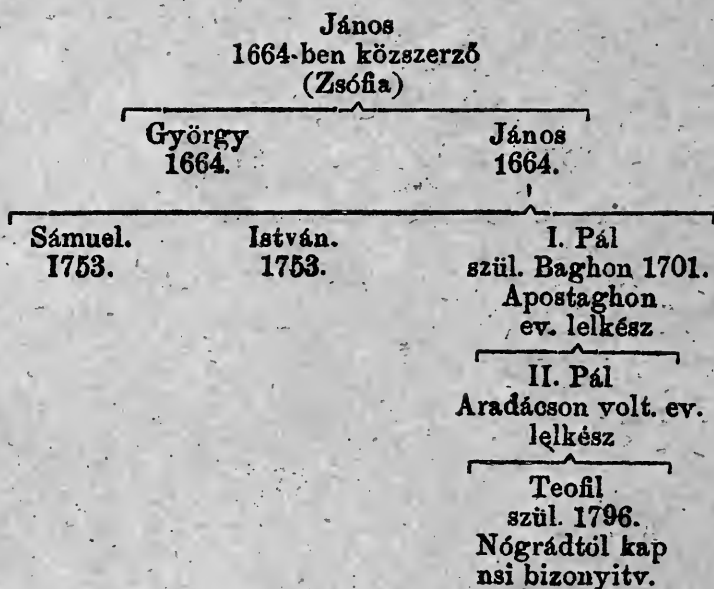 János
1664-ben közszerző
(Zsófia)
György János
1664. 1664.
Sámuel. István. I. Pál
1753. 1753. szül. Baghon 1701.
Apostaghon
ev. lelkész
II. Pál
Aradácson volt. ev.
lelkész
Teofil
szül. 1796.
Nógrádtól kap
nsi bizonyitv.